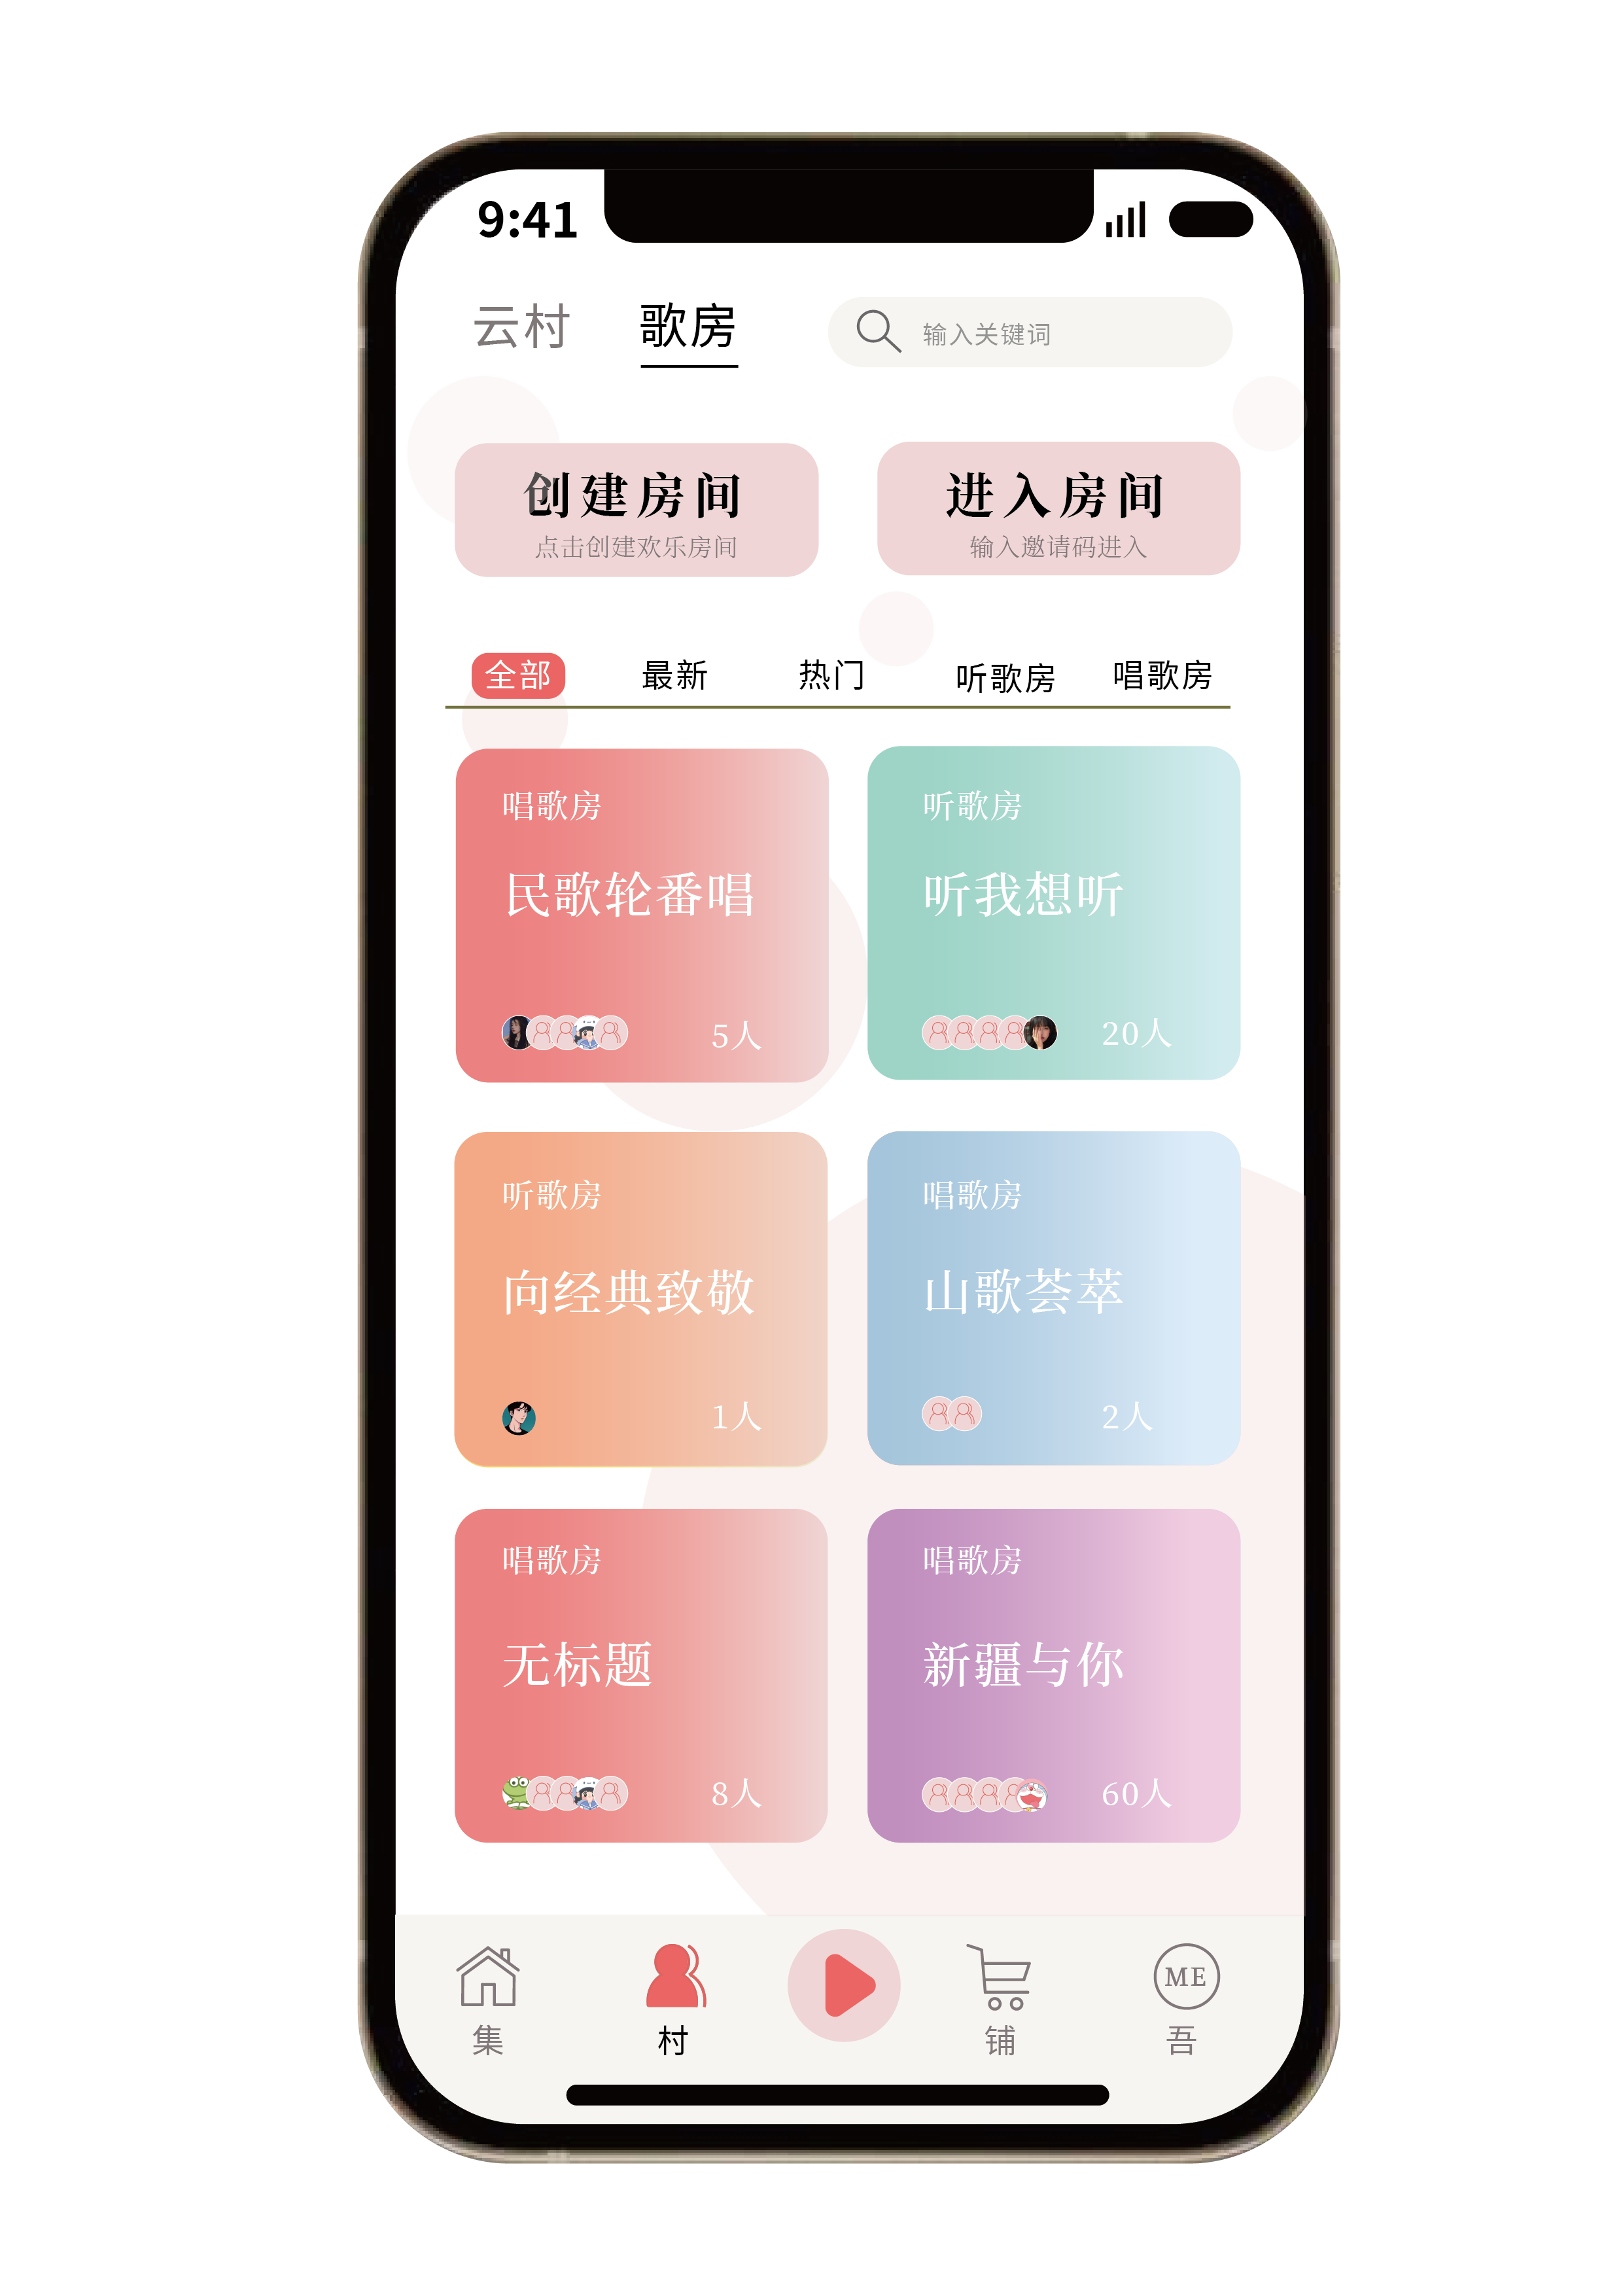 9:41
云村 歌房 输入关键词
创建房间 进入房间
点击创建欢乐房间 输入邀请码进入
全部 最新 热门 听歌房 唱歌房
唱歌房 听歌房
民歌轮番唱 听我想听
5人 20人
听歌房 唱歌房
向经典致敬 山歌荟萃
1人 2人
唱歌房 唱歌房
无标题 新疆与你
8人 60人
ME
集 村 铺 吾